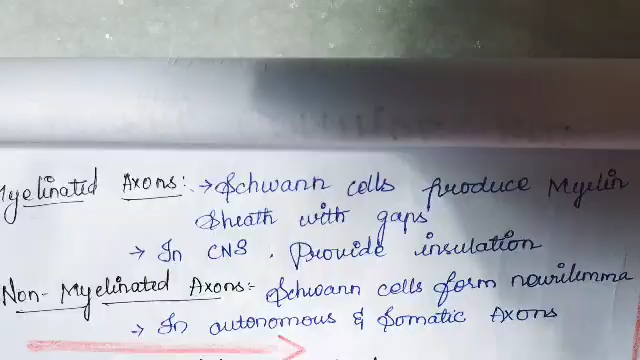 Myelinated Axons: → Schwann cells produce Myelin
Sheath with gaps
→ In CNS. Provide insulation
Non-Myelinated Axons:- Schwann cells form nourilemma
→ In autonomous & Somatic Axons